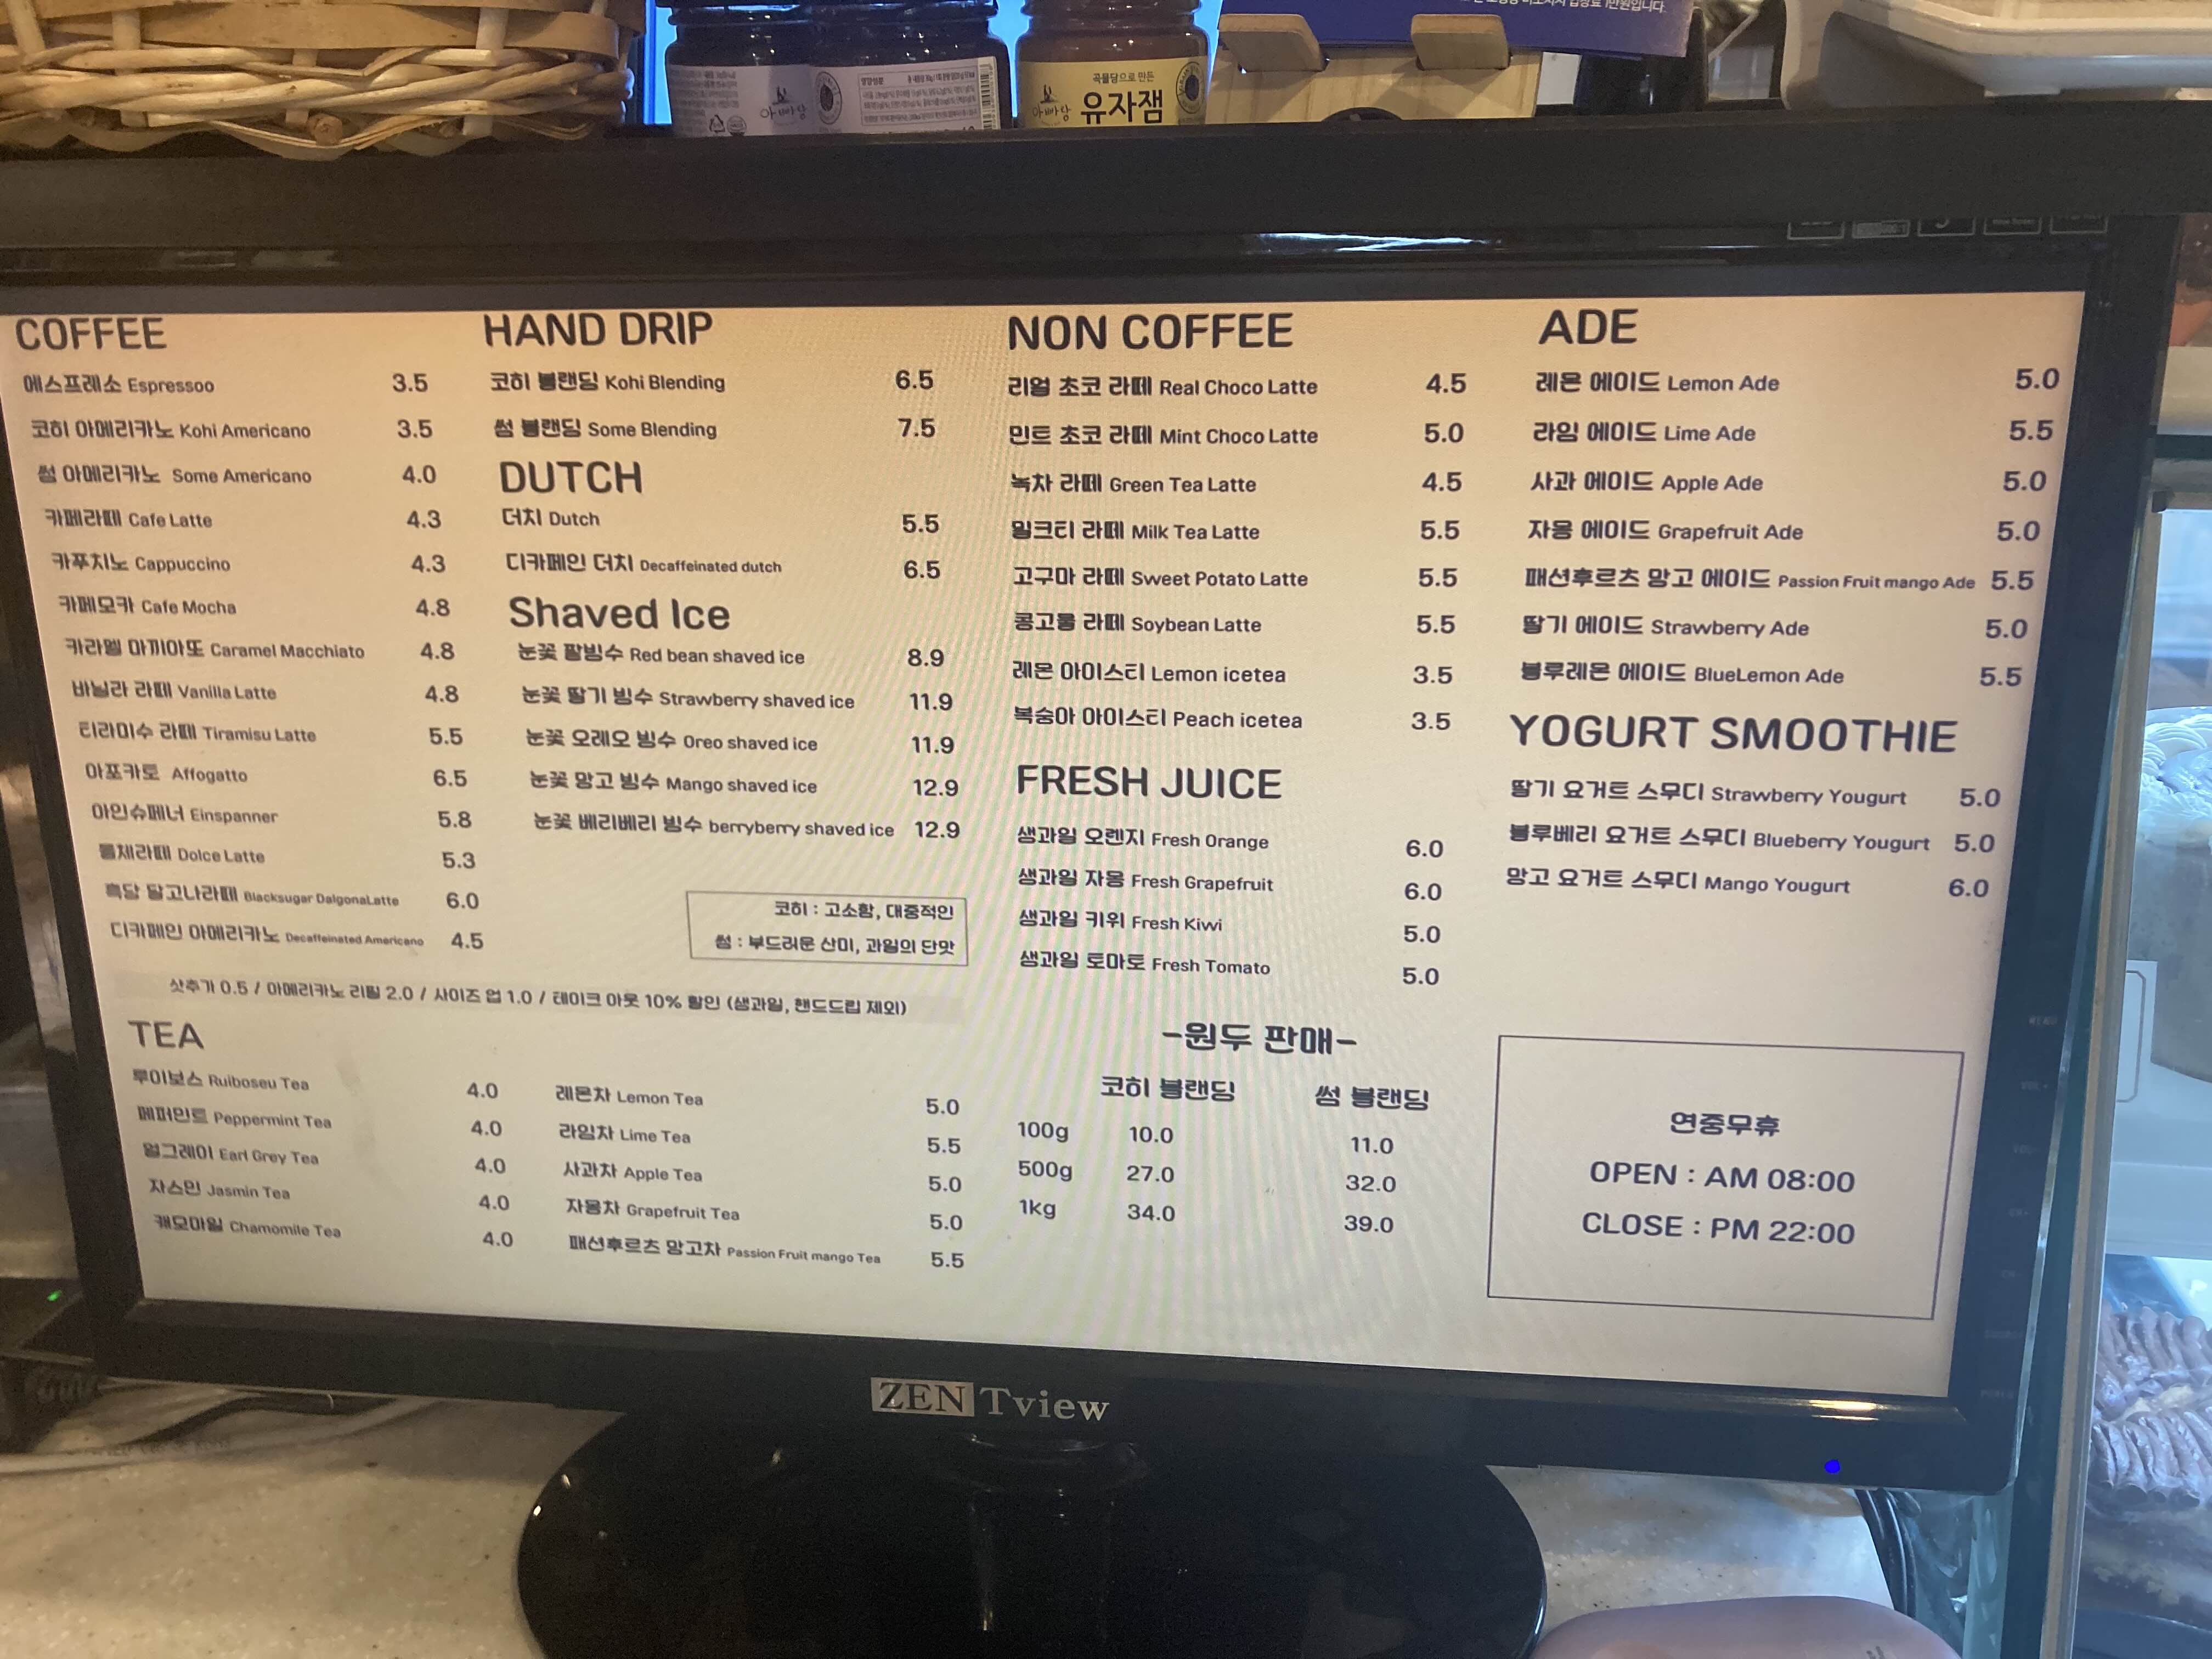 곡물당으로 만든
아빠랑
아빠랑 유자잼
COFFEE
에스프레소 Espressoo 3.5
코히 아메리카노 Kohi Americano 3.5
썸 아메리카노 Some Americano 4.0
카페라떼 Cafe Latte 4.3
카푸치노 Cappuccino 4.3
카페모카 Cafe Mocha 4.8
카라멜 마끼아또 Caramel Macchiato 4.8
바닐라 라떼 Vanilla Latte 4.8
티라미수 라떼 Tiramisu Latte 5.5
아포카토 Affogatto 6.5
아인슈페너 Einspanner 5.8
돌체라떼 Dolce Latte 5.3
흑당 달고나라떼 Blacksugar DalgonaLatte 6.0
디카페인 아메리카노 Decaffeinated Americano 4.5
HAND DRIP
코히 블랜딩 Kohi Blending 6.5
썸 블랜딩 Some Blending 7.5
DUTCH
더치 Dutch 5.5
디카페인 더치 Decaffeinated dutch 6.5
Shaved Ice
눈꽃 팥빙수 Red bean shaved ice 8.9
눈꽃 딸기 빙수 Strawberry shaved ice 11.9
눈꽃 오레오 빙수 Oreo shaved ice 11.9
눈꽃 망고 빙수 Mango shaved ice 12.9
눈꽃 베리베리 빙수 berryberry shaved ice 12.9
코히 : 고소함, 대중적인
썸 : 부드러운 산미, 과일의 단맛
샷추가 0.5 / 아메리카노 리필 2.0 / 사이즈 업 1.0 / 테이크 아웃 10% 할인 (생과일, 핸드드립 제외)
TEA
루이보스 Ruiboseu Tea 4.0
페퍼민트 Peppermint Tea 4.0
얼그레이 Earl Grey Tea 4.0
자스민 Jasmin Tea 4.0
캐모마일 Chamomile Tea 4.0
레몬차 Lemon Tea 5.0
라임차 Lime Tea 5.5
사과차 Apple Tea 5.0
자몽차 Grapefruit Tea 5.0
패션후르츠 망고차 Passion Fruit mango Tea 5.5
NON COFFEE
리얼 초코 라떼 Real Choco Latte 4.5
민트 초코 라떼 Mint Choco Latte 5.0
녹차 라떼 Green Tea Latte 4.5
밀크티 라떼 Milk Tea Latte 5.5
고구마 라떼 Sweet Potato Latte 5.5
콩고물 라떼 Soybean Latte 5.5
레몬 아이스티 Lemon icetea 3.5
복숭아 아이스티 Peach icetea 3.5
FRESH JUICE
생과일 오렌지 Fresh Orange 6.0
생과일 자몽 Fresh Grapefruit 6.0
생과일 키위 Fresh Kiwi 5.0
생과일 토마토 Fresh Tomato 5.0
-원두 판매-
코히 블랜딩 썸 블랜딩
100g 10.0 11.0
500g 27.0 32.0
1kg 34.0 39.0
ADE
레몬 에이드 Lemon Ade 5.0
라임 에이드 Lime Ade 5.5
사과 에이드 Apple Ade 5.0
자몽 에이드 Grapefruit Ade 5.0
패션후르츠 망고 에이드 Passion Fruit mango Ade 5.5
딸기 에이드 Strawberry Ade 5.0
블루레몬 에이드 BlueLemon Ade 5.5
YOGURT SMOOTHIE
딸기 요거트 스무디 Strawberry Yougurt 5.0
블루베리 요거트 스무디 Blueberry Yougurt 5.0
망고 요거트 스무디 Mango Yougurt 6.0
연중무휴
OPEN : AM 08:00
CLOSE : PM 22:00
ZEN Tview